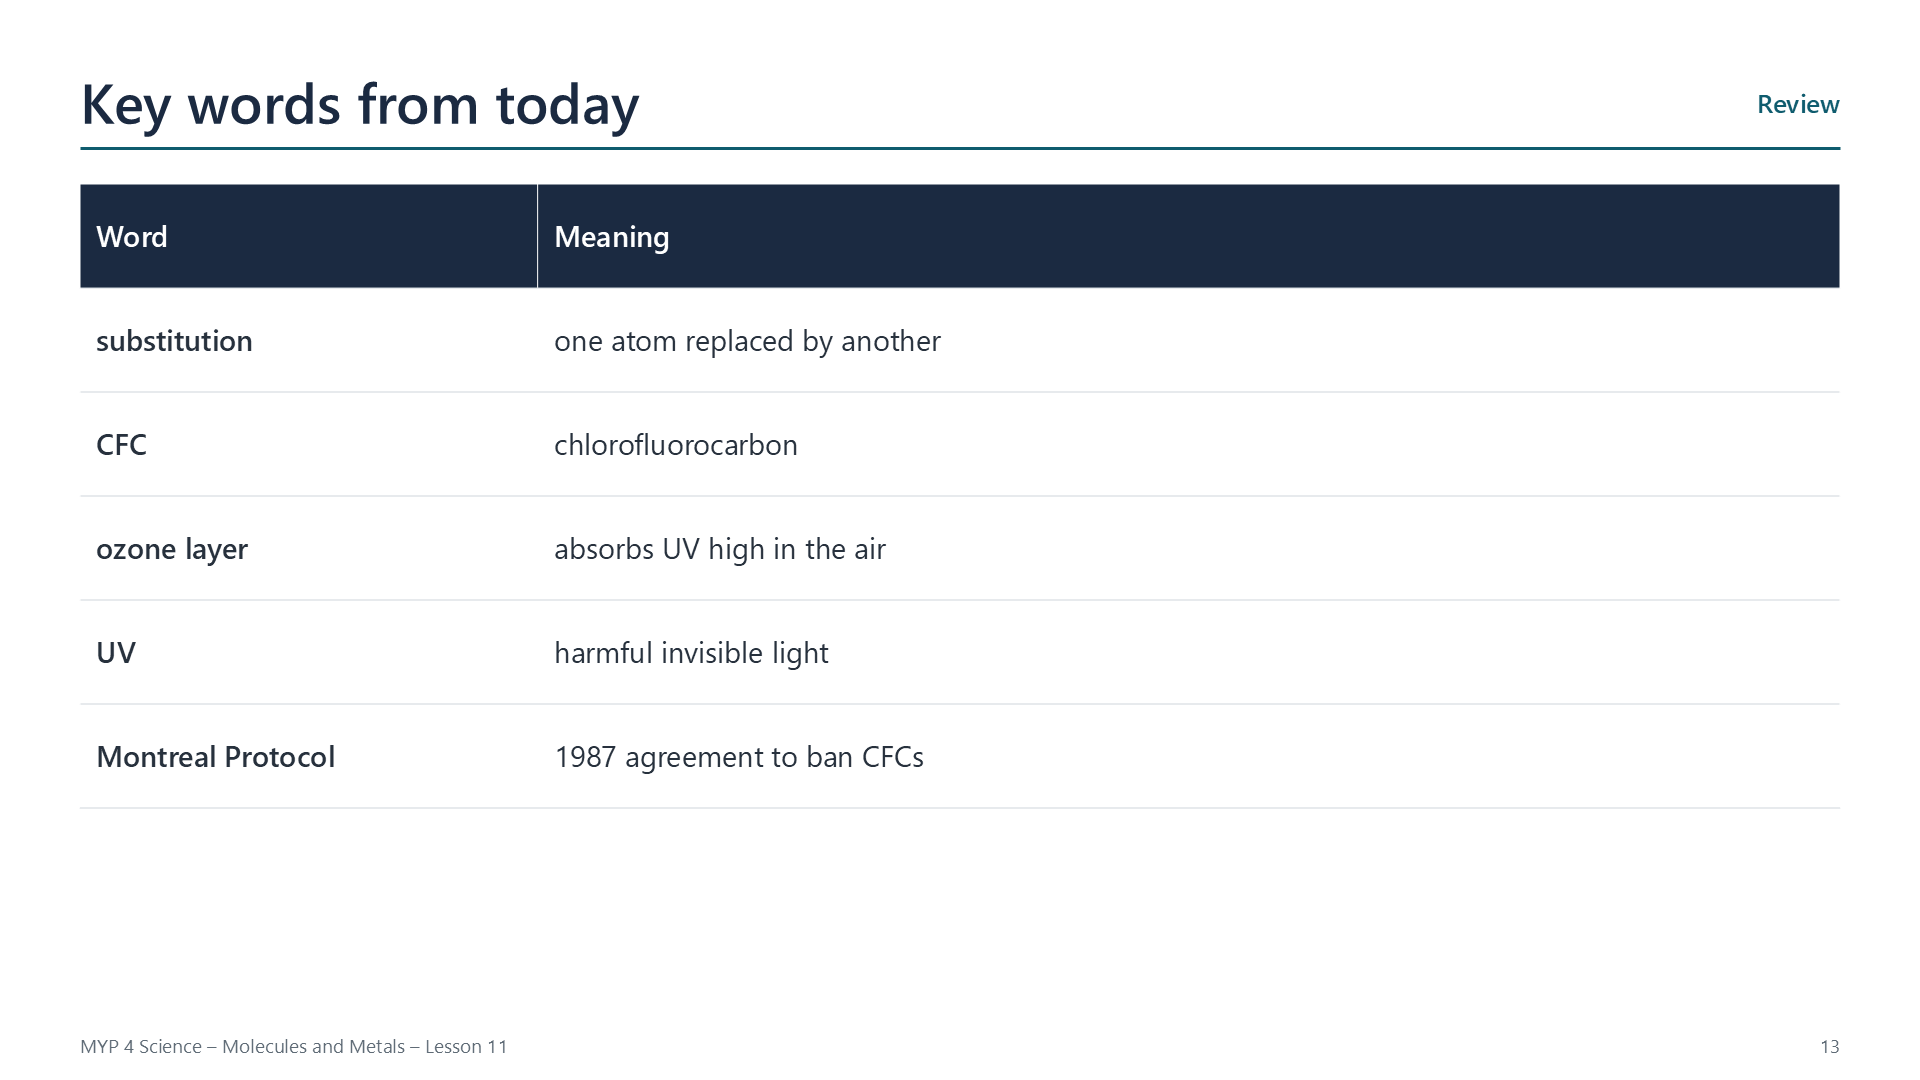 Key words from today
Review
Word Meaning
substitution one atom replaced by another
CFC chlorofluorocarbon
ozone layer absorbs UV high in the air
UV harmful invisible light
Montreal Protocol 1987 agreement to ban CFCs
MYP 4 Science – Molecules and Metals – Lesson 11
13